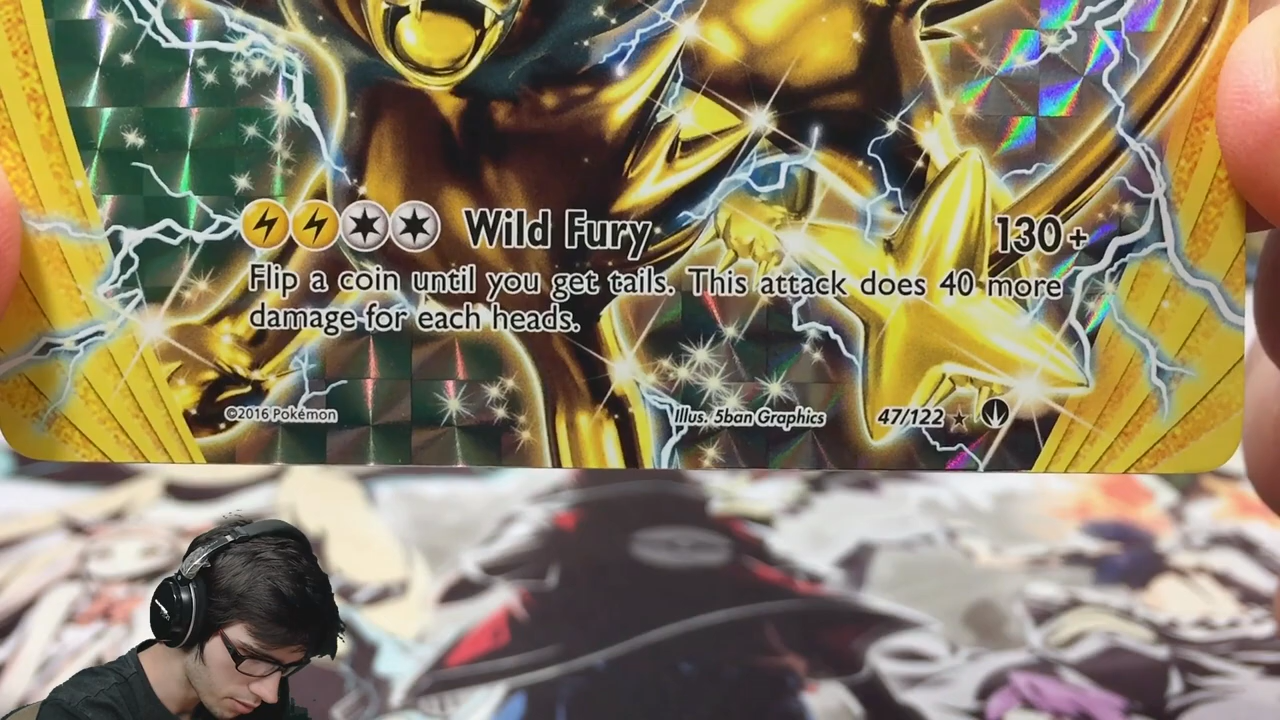 Wild Fury 130+
Flip a coin until you get tails. This attack does 40 more
damage for each heads.
©2016 Pokémon Illus. 5ban Graphics 47/122